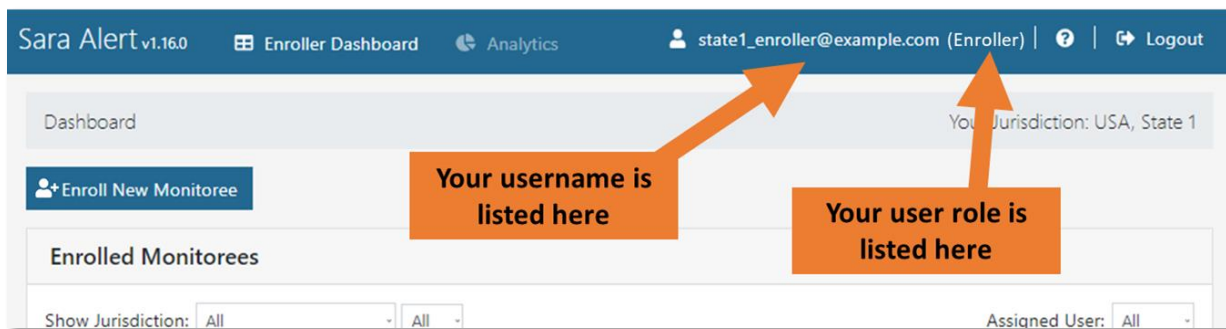 Sara Alert v1.16.0 Enroller Dashboard Analytics state1_enroller@example.com (Enroller) | ? | Logout
Dashboard Jurisdiction: USA, State 1
Enroll New Monitoree
Your username is
listed here
Your user role is
listed here
Enrolled Monitorees
Show Jurisdiction: All All Assigned User: All